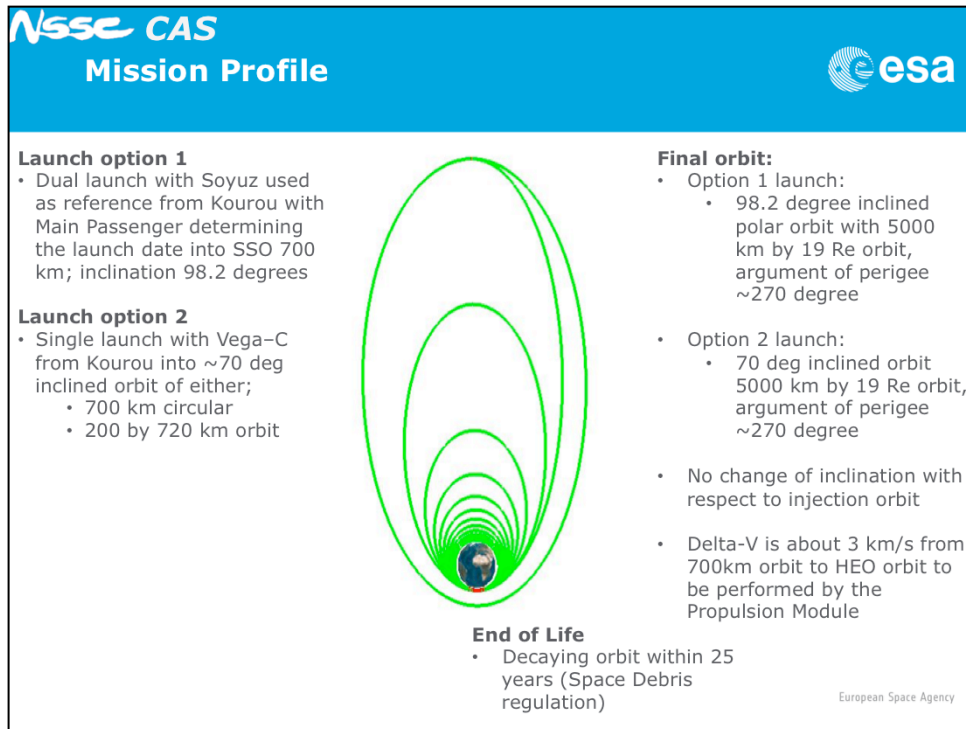 NSSC CAS
Mission Profile
esa
Launch option 1
• Dual launch with Soyuz used
as reference from Kourou with
Main Passenger determining
the launch date into SSO 700
km; inclination 98.2 degrees
Launch option 2
• Single launch with Vega–C
from Kourou into ~70 deg
inclined orbit of either;
• 700 km circular
• 200 by 720 km orbit
Final orbit:
• Option 1 launch:
• 98.2 degree inclined
polar orbit with 5000
km by 19 Re orbit,
argument of perigee
~270 degree
• Option 2 launch:
• 70 deg inclined orbit
5000 km by 19 Re orbit,
argument of perigee
~270 degree
• No change of inclination with
respect to injection orbit
• Delta-V is about 3 km/s from
700km orbit to HEO orbit to
be performed by the
Propulsion Module
End of Life
• Decaying orbit within 25
years (Space Debris
regulation)
European Space Agency